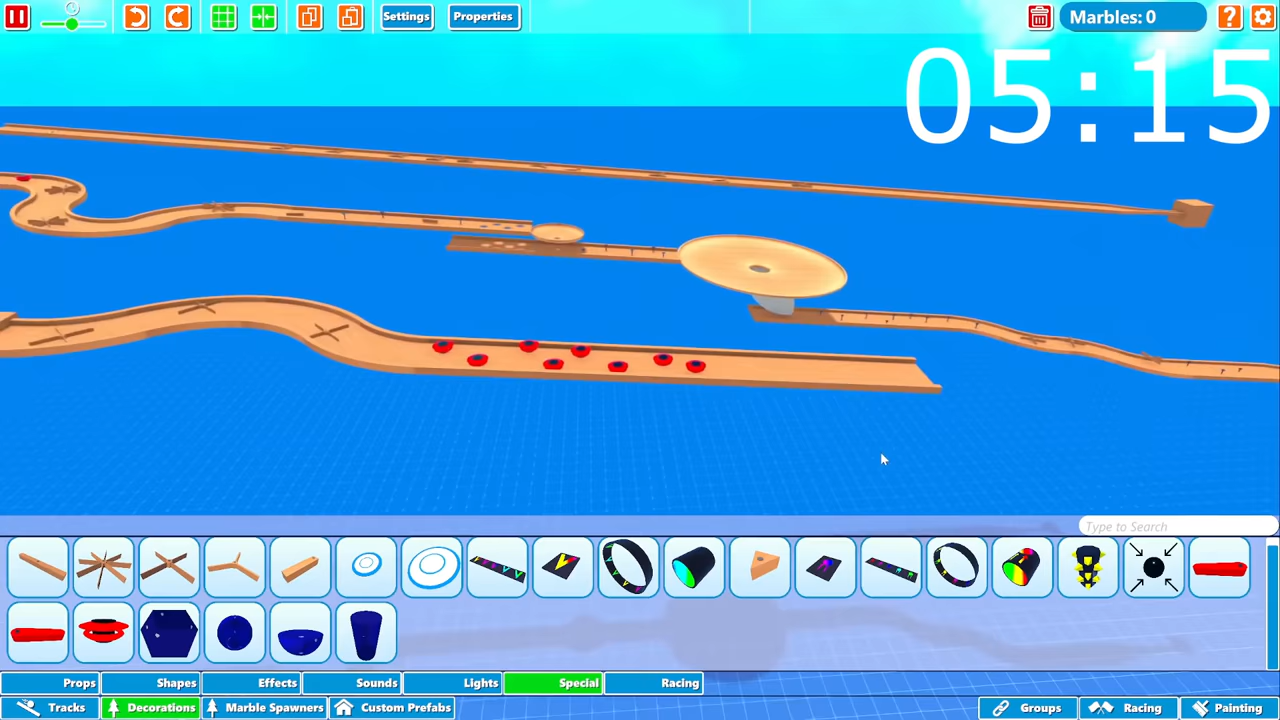 Settings
Properties
Marbles: 0
?
05:15
Type to Search
Props
Shapes
Effects
Sounds
Lights
Special
Racing
Tracks
Decorations
Marble Spawners
Custom Prefabs
Groups
Racing
Painting